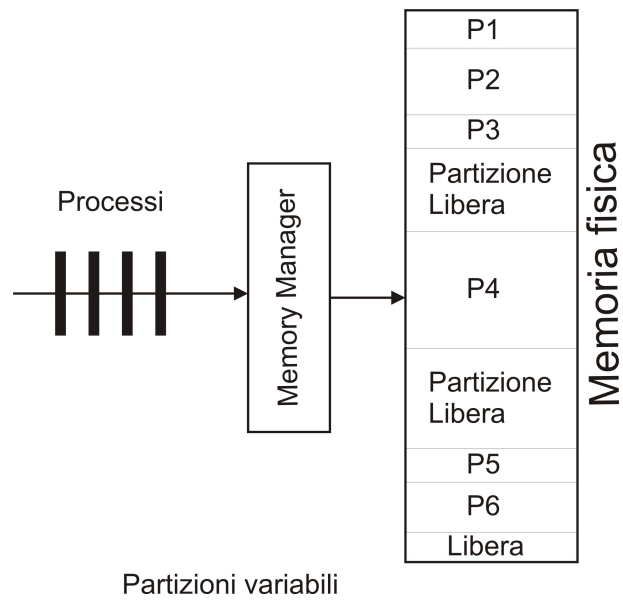 Processi
Memory Manager
P1
P2
P3
Partizione
Libera
P4
Partizione
Libera
P5
P6
Libera
Memoria fisica
Partizioni variabili